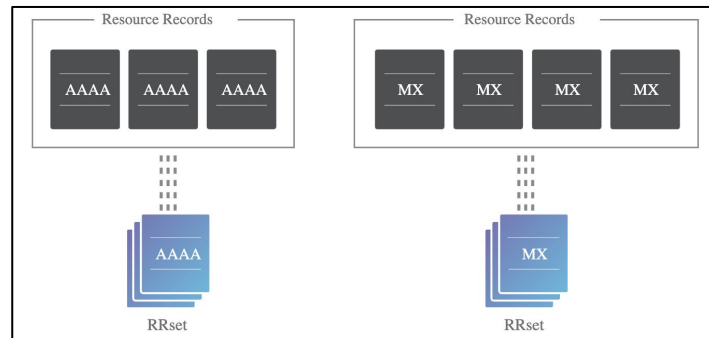 Resource Records
Resource Records
AAAA AAAA AAAA
MX MX MX MX
AAAA
MX
RRset
RRset